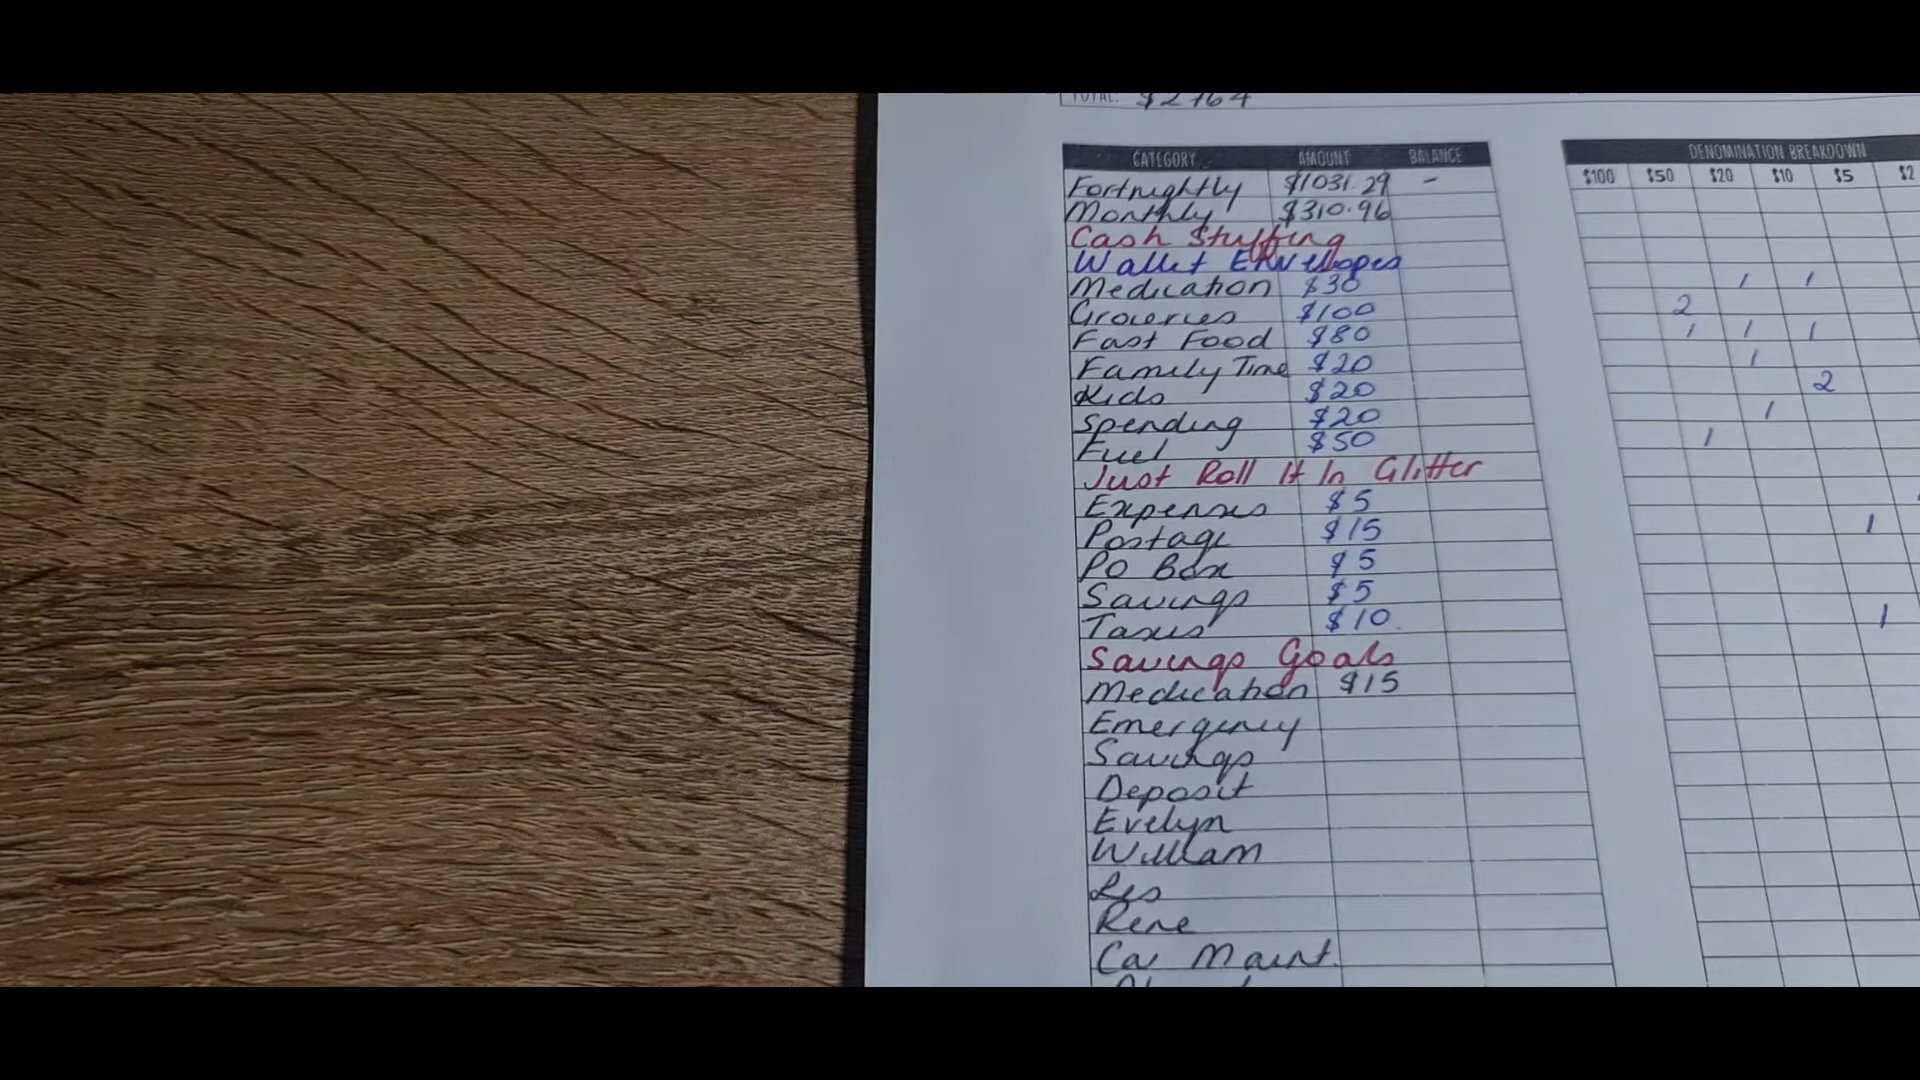 TOTAL: $2764
CATEGORY AMOUNT BALANCE
Fortnightly $1031.29 -
Monthly $310.96
Cash Stuffing
Wallet Envelopes
Medication $30
Groceries $100
Fast Food $80
Family Time $20
Kids $20
Spending $20
Fuel $50
Just Roll It In Glitter
Expenses $5
Postage $15
PO Box $5
Savings $5
Taxes $10
Savings Goals
Medication $15
Emergency
Savings
Deposit
Evelyn
William
Les
Rene
Car Maint.
DENOMINATION BREAKDOWN
$100 $50 $20 $10 $5 $2
1 1
2
1 1 1
1
2
1
1
1
1